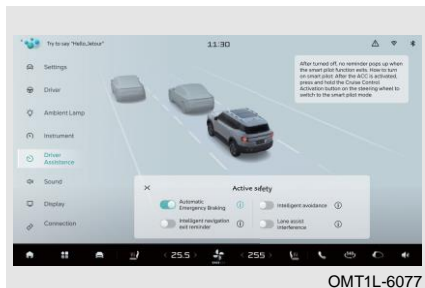 Try to say "Hello,Jetour"
11:30
Settings
Driver
Ambient Lamp
Instrument
Driver
Assistance
Sound
Display
Connection
After turned off, no reminder pops up when
the smart pilot function exits. How to turn
on smart pilot: After the ACC is activated,
press and hold the Cruise Control
Activation button on the steering wheel to
switch to the smart pilot mode.
Active safety
Automatic
Emergency Braking
Intelligent avoidance
Intelligent navigation
exit reminder
Lane assist
interference
25.5
255
OMT1L-6077